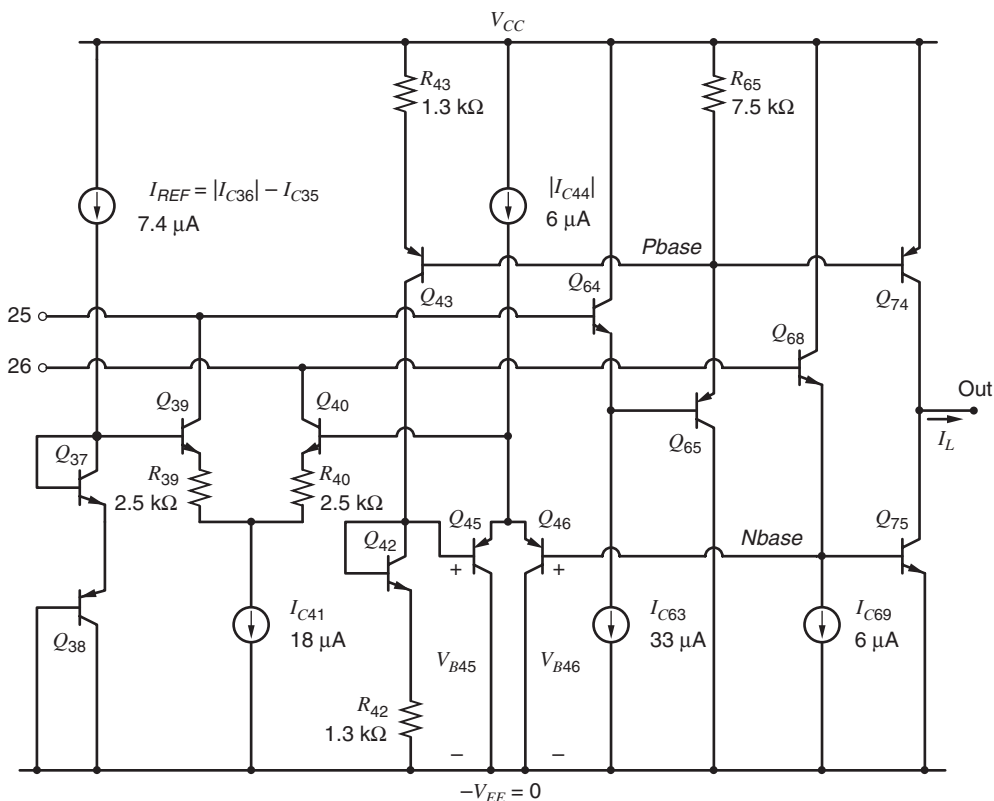 V_CC
R_43
1.3 kΩ
R_65
7.5 kΩ
I_REF = |I_C36| − I_C35
7.4 µA
|I_C44|
6 µA
Pbase
Q_43
Q_64
Q_74
25
Q_68
26
Out
Q_39
Q_40
I_L
Q_37
Q_65
R_39
2.5 kΩ
R_40
2.5 kΩ
Q_42
Q_45
Q_46
Nbase
Q_75
+
+
Q_38
I_C41
18 µA
I_C63
33 µA
I_C69
6 µA
V_B45
V_B46
R_42
1.3 kΩ
−
−
−V_EE = 0